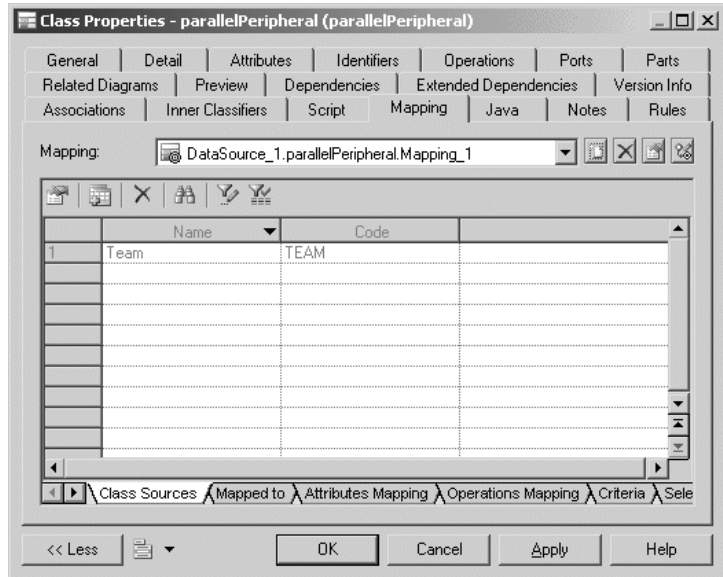 Class Properties - parallelPeripheral (parallelPeripheral)
General Detail Attributes Identifiers Operations Ports Parts
Related Diagrams Preview Dependencies Extended Dependencies Version Info
Associations Inner Classifiers Script Mapping Java Notes Rules
Mapping: DataSource_1.parallelPeripheral.Mapping_1
Name Code
1 Team TEAM
Class Sources Mapped to Attributes Mapping Operations Mapping Criteria Sele
<< Less OK Cancel Apply Help